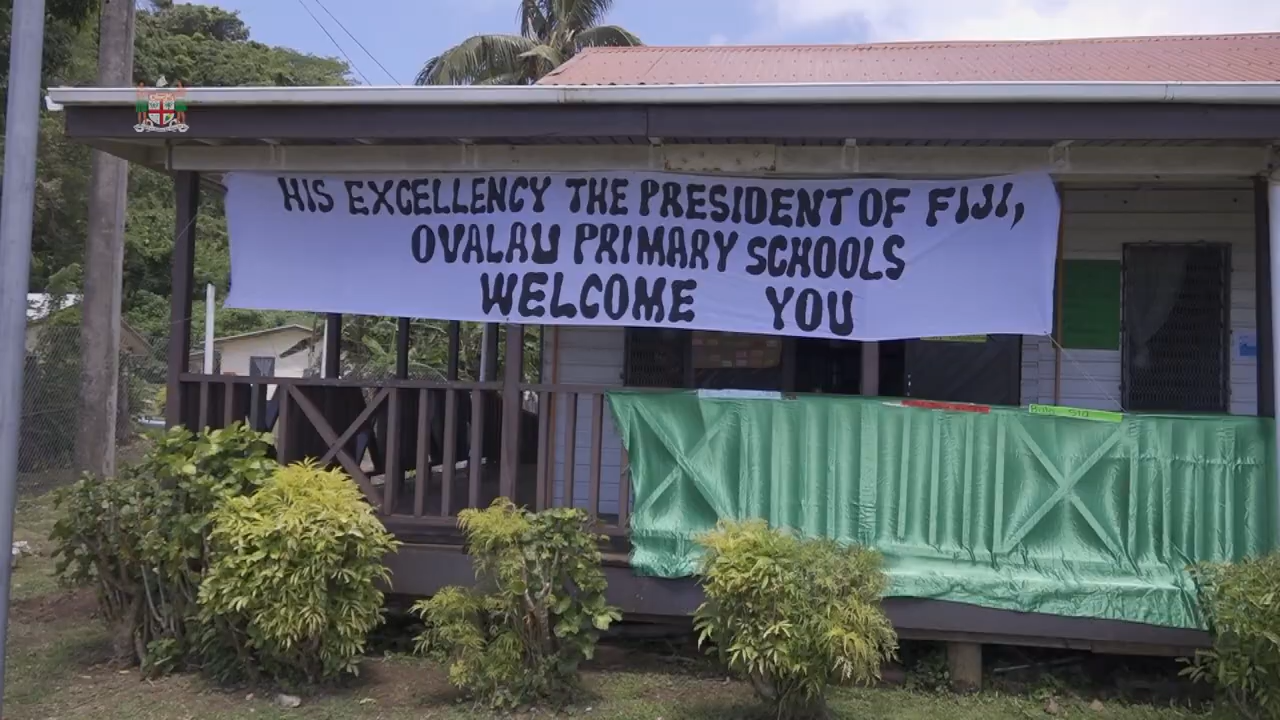 HIS EXCELLENCY THE PRESIDENT OF FIJI,
OVALAU PRIMARY SCHOOLS
WELCOME YOU